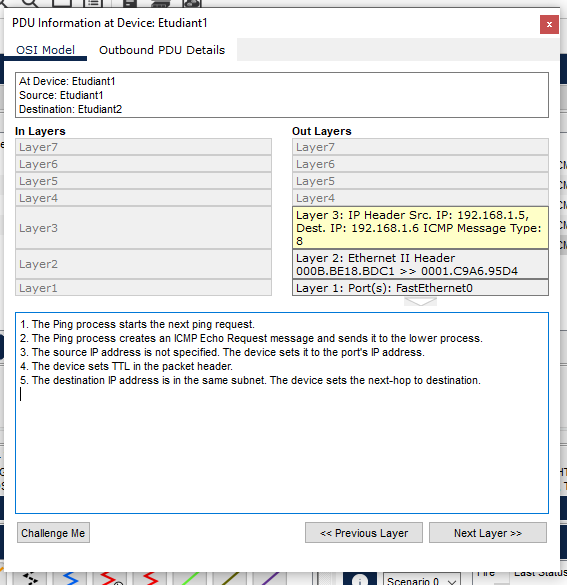 PDU Information at Device: Etudiant1
x
OSI Model Outbound PDU Details
At Device: Etudiant1
Source: Etudiant1
Destination: Etudiant2
In Layers Out Layers
Layer7 Layer7
Layer6 Layer6
Layer5 Layer5
Layer4 Layer4
Layer3
Layer 3: IP Header Src. IP: 192.168.1.5,
Dest. IP: 192.168.1.6 ICMP Message Type:
8
Layer2
Layer 2: Ethernet II Header
000B.BE18.BDC1 >> 0001.C9A6.95D4
Layer1 Layer 1: Port(s): FastEthernet0
1. The Ping process starts the next ping request.
2. The Ping process creates an ICMP Echo Request message and sends it to the lower process.
3. The source IP address is not specified. The device sets it to the port's IP address.
4. The device sets TTL in the packet header.
5. The destination IP address is in the same subnet. The device sets the next-hop to destination.
Challenge Me << Previous Layer Next Layer >>
Scenario 0 Fire Last Status